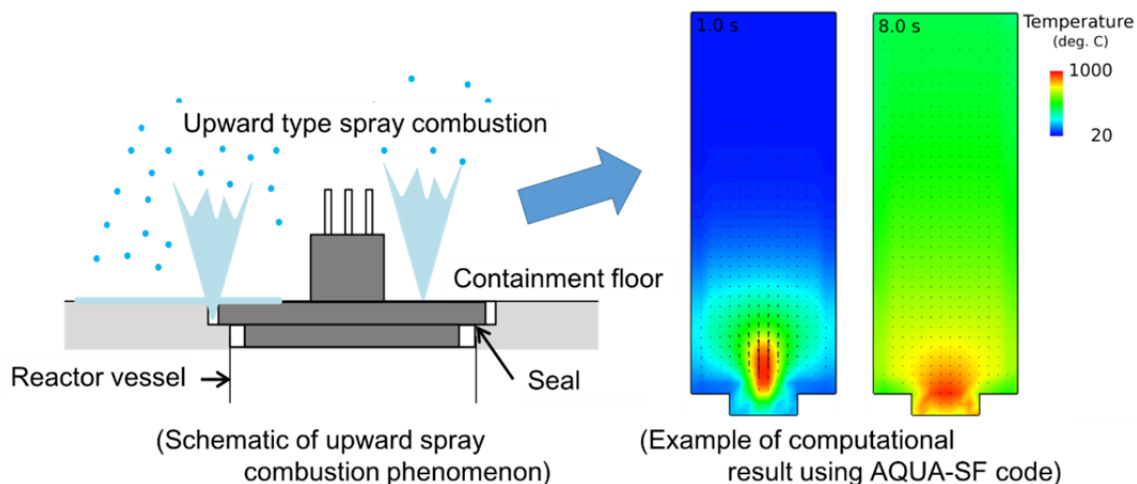 Upward type spray combustion
Containment floor
Reactor vessel
Seal
(Schematic of upward spray
combustion phenomenon)
1.0 s
8.0 s
Temperature
(deg. C)
1000
20
(Example of computational
result using AQUA-SF code)